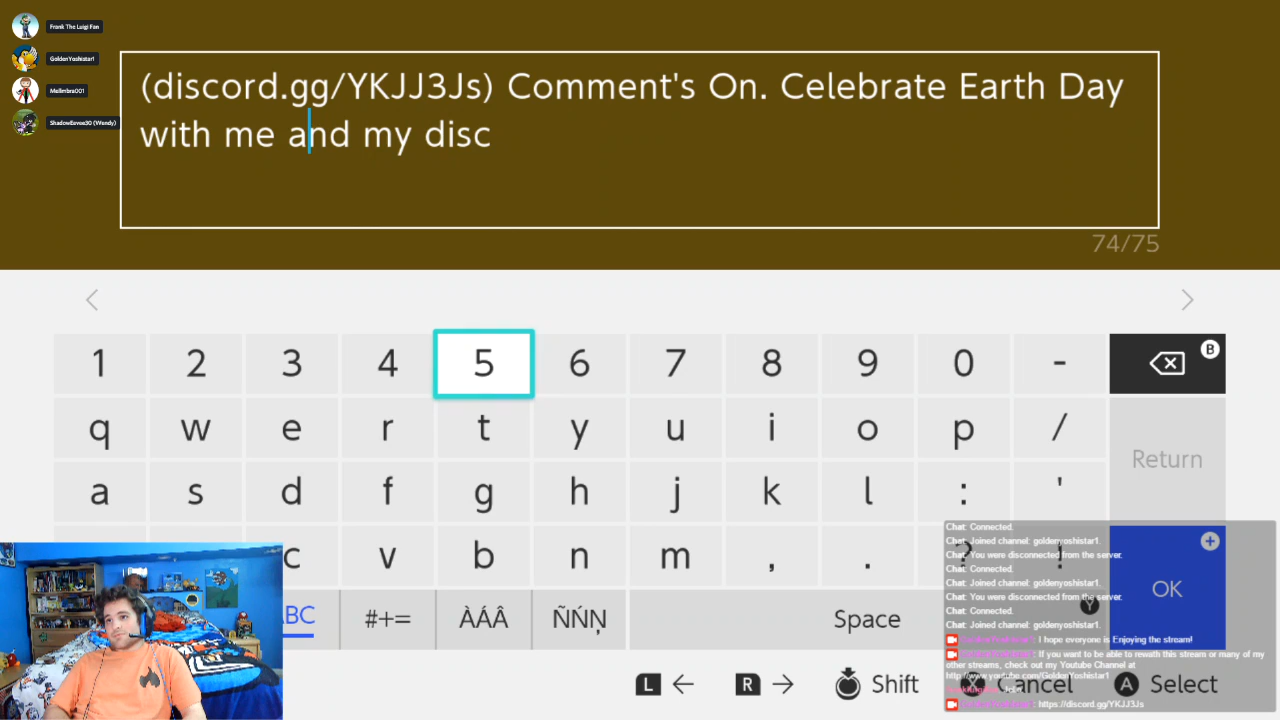 Frank The Luigi Fan
GoldenYoshistar1
Mellmbra001
ShadowEevee30 (Wendy)
(discord.gg/YKJJ3Js) Comment's On. Celebrate Earth Day
with me and my disc
74/75
1 2 3 4 5 6 7 8 9 0 - B
q w e r t y u i o p /
Return
a s d f g h j k l : '
c v b n m , . ? !
OK
ABC #+= ÀÁÂ ÑŃŅ Space Y
L ← R → Shift X Cancel A Select
Chat: Connected.
Chat: Joined channel: goldenyoshistar1.
Chat: You were disconnected from the server.
Chat: Connected.
Chat: Joined channel: goldenyoshistar1.
Chat: You were disconnected from the server.
Chat: Connected.
Chat: Joined channel: goldenyoshistar1.
I hope everyone is Enjoying the stream!
If you want to be able to rewath this stream or many of my
other streams, check out my Youtube Channel at
http://www.youtube.com/GoldenYoshistar1
https://discord.gg/YKJJ3Js